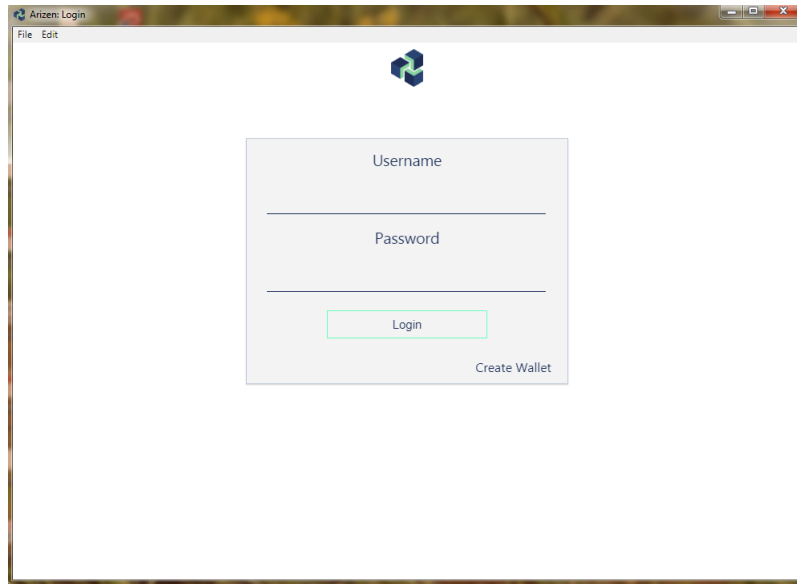 Arizen: Login
File Edit
Username
Password
Login
Create Wallet